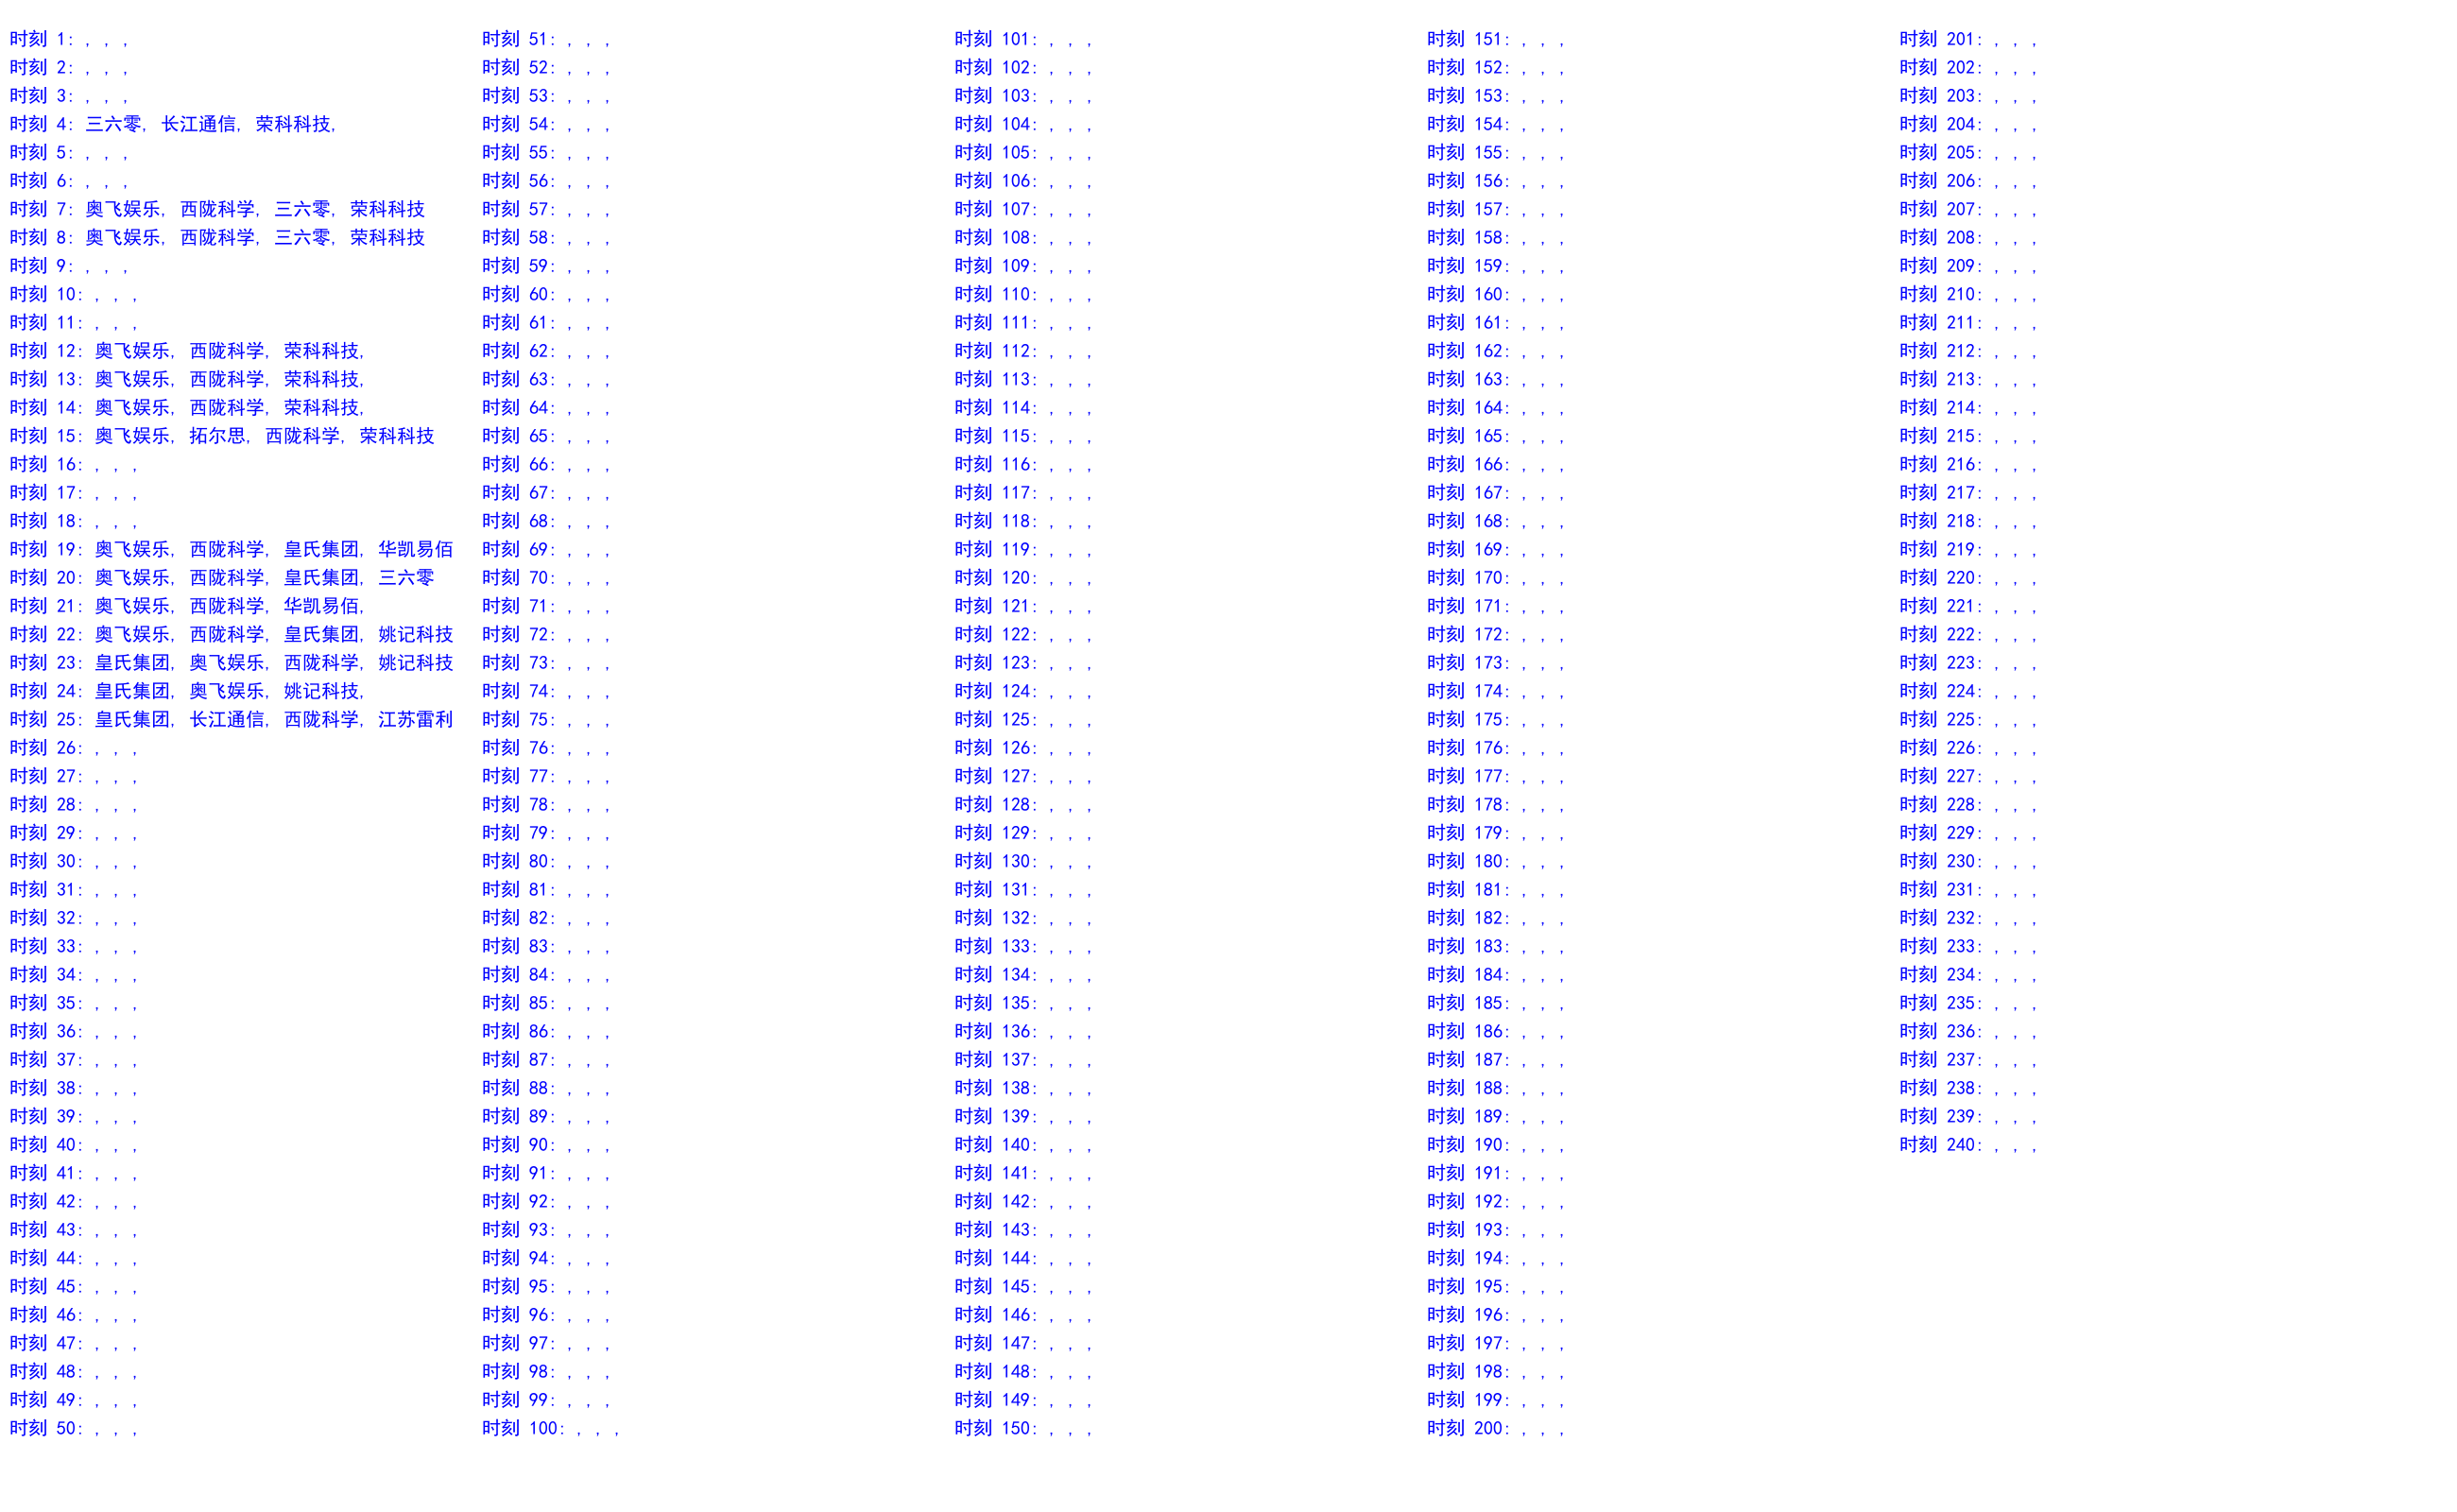 时刻 1: , , ,
时刻 2: , , ,
时刻 3: , , ,
时刻 4: 三六零, 长江通信, 荣科科技,
时刻 5: , , ,
时刻 6: , , ,
时刻 7: 奥飞娱乐, 西陇科学, 三六零, 荣科科技
时刻 8: 奥飞娱乐, 西陇科学, 三六零, 荣科科技
时刻 9: , , ,
时刻 10: , , ,
时刻 11: , , ,
时刻 12: 奥飞娱乐, 西陇科学, 荣科科技,
时刻 13: 奥飞娱乐, 西陇科学, 荣科科技,
时刻 14: 奥飞娱乐, 西陇科学, 荣科科技,
时刻 15: 奥飞娱乐, 拓尔思, 西陇科学, 荣科科技
时刻 16: , , ,
时刻 17: , , ,
时刻 18: , , ,
时刻 19: 奥飞娱乐, 西陇科学, 皇氏集团, 华凯易佰
时刻 20: 奥飞娱乐, 西陇科学, 皇氏集团, 三六零
时刻 21: 奥飞娱乐, 西陇科学, 华凯易佰,
时刻 22: 奥飞娱乐, 西陇科学, 皇氏集团, 姚记科技
时刻 23: 皇氏集团, 奥飞娱乐, 西陇科学, 姚记科技
时刻 24: 皇氏集团, 奥飞娱乐, 姚记科技,
时刻 25: 皇氏集团, 长江通信, 西陇科学, 江苏雷利
时刻 26: , , ,
时刻 27: , , ,
时刻 28: , , ,
时刻 29: , , ,
时刻 30: , , ,
时刻 31: , , ,
时刻 32: , , ,
时刻 33: , , ,
时刻 34: , , ,
时刻 35: , , ,
时刻 36: , , ,
时刻 37: , , ,
时刻 38: , , ,
时刻 39: , , ,
时刻 40: , , ,
时刻 41: , , ,
时刻 42: , , ,
时刻 43: , , ,
时刻 44: , , ,
时刻 45: , , ,
时刻 46: , , ,
时刻 47: , , ,
时刻 48: , , ,
时刻 49: , , ,
时刻 50: , , ,
时刻 51: , , ,
时刻 52: , , ,
时刻 53: , , ,
时刻 54: , , ,
时刻 55: , , ,
时刻 56: , , ,
时刻 57: , , ,
时刻 58: , , ,
时刻 59: , , ,
时刻 60: , , ,
时刻 61: , , ,
时刻 62: , , ,
时刻 63: , , ,
时刻 64: , , ,
时刻 65: , , ,
时刻 66: , , ,
时刻 67: , , ,
时刻 68: , , ,
时刻 69: , , ,
时刻 70: , , ,
时刻 71: , , ,
时刻 72: , , ,
时刻 73: , , ,
时刻 74: , , ,
时刻 75: , , ,
时刻 76: , , ,
时刻 77: , , ,
时刻 78: , , ,
时刻 79: , , ,
时刻 80: , , ,
时刻 81: , , ,
时刻 82: , , ,
时刻 83: , , ,
时刻 84: , , ,
时刻 85: , , ,
时刻 86: , , ,
时刻 87: , , ,
时刻 88: , , ,
时刻 89: , , ,
时刻 90: , , ,
时刻 91: , , ,
时刻 92: , , ,
时刻 93: , , ,
时刻 94: , , ,
时刻 95: , , ,
时刻 96: , , ,
时刻 97: , , ,
时刻 98: , , ,
时刻 99: , , ,
时刻 100: , , ,
时刻 101: , , ,
时刻 102: , , ,
时刻 103: , , ,
时刻 104: , , ,
时刻 105: , , ,
时刻 106: , , ,
时刻 107: , , ,
时刻 108: , , ,
时刻 109: , , ,
时刻 110: , , ,
时刻 111: , , ,
时刻 112: , , ,
时刻 113: , , ,
时刻 114: , , ,
时刻 115: , , ,
时刻 116: , , ,
时刻 117: , , ,
时刻 118: , , ,
时刻 119: , , ,
时刻 120: , , ,
时刻 121: , , ,
时刻 122: , , ,
时刻 123: , , ,
时刻 124: , , ,
时刻 125: , , ,
时刻 126: , , ,
时刻 127: , , ,
时刻 128: , , ,
时刻 129: , , ,
时刻 130: , , ,
时刻 131: , , ,
时刻 132: , , ,
时刻 133: , , ,
时刻 134: , , ,
时刻 135: , , ,
时刻 136: , , ,
时刻 137: , , ,
时刻 138: , , ,
时刻 139: , , ,
时刻 140: , , ,
时刻 141: , , ,
时刻 142: , , ,
时刻 143: , , ,
时刻 144: , , ,
时刻 145: , , ,
时刻 146: , , ,
时刻 147: , , ,
时刻 148: , , ,
时刻 149: , , ,
时刻 150: , , ,
时刻 151: , , ,
时刻 152: , , ,
时刻 153: , , ,
时刻 154: , , ,
时刻 155: , , ,
时刻 156: , , ,
时刻 157: , , ,
时刻 158: , , ,
时刻 159: , , ,
时刻 160: , , ,
时刻 161: , , ,
时刻 162: , , ,
时刻 163: , , ,
时刻 164: , , ,
时刻 165: , , ,
时刻 166: , , ,
时刻 167: , , ,
时刻 168: , , ,
时刻 169: , , ,
时刻 170: , , ,
时刻 171: , , ,
时刻 172: , , ,
时刻 173: , , ,
时刻 174: , , ,
时刻 175: , , ,
时刻 176: , , ,
时刻 177: , , ,
时刻 178: , , ,
时刻 179: , , ,
时刻 180: , , ,
时刻 181: , , ,
时刻 182: , , ,
时刻 183: , , ,
时刻 184: , , ,
时刻 185: , , ,
时刻 186: , , ,
时刻 187: , , ,
时刻 188: , , ,
时刻 189: , , ,
时刻 190: , , ,
时刻 191: , , ,
时刻 192: , , ,
时刻 193: , , ,
时刻 194: , , ,
时刻 195: , , ,
时刻 196: , , ,
时刻 197: , , ,
时刻 198: , , ,
时刻 199: , , ,
时刻 200: , , ,
时刻 201: , , ,
时刻 202: , , ,
时刻 203: , , ,
时刻 204: , , ,
时刻 205: , , ,
时刻 206: , , ,
时刻 207: , , ,
时刻 208: , , ,
时刻 209: , , ,
时刻 210: , , ,
时刻 211: , , ,
时刻 212: , , ,
时刻 213: , , ,
时刻 214: , , ,
时刻 215: , , ,
时刻 216: , , ,
时刻 217: , , ,
时刻 218: , , ,
时刻 219: , , ,
时刻 220: , , ,
时刻 221: , , ,
时刻 222: , , ,
时刻 223: , , ,
时刻 224: , , ,
时刻 225: , , ,
时刻 226: , , ,
时刻 227: , , ,
时刻 228: , , ,
时刻 229: , , ,
时刻 230: , , ,
时刻 231: , , ,
时刻 232: , , ,
时刻 233: , , ,
时刻 234: , , ,
时刻 235: , , ,
时刻 236: , , ,
时刻 237: , , ,
时刻 238: , , ,
时刻 239: , , ,
时刻 240: , , ,